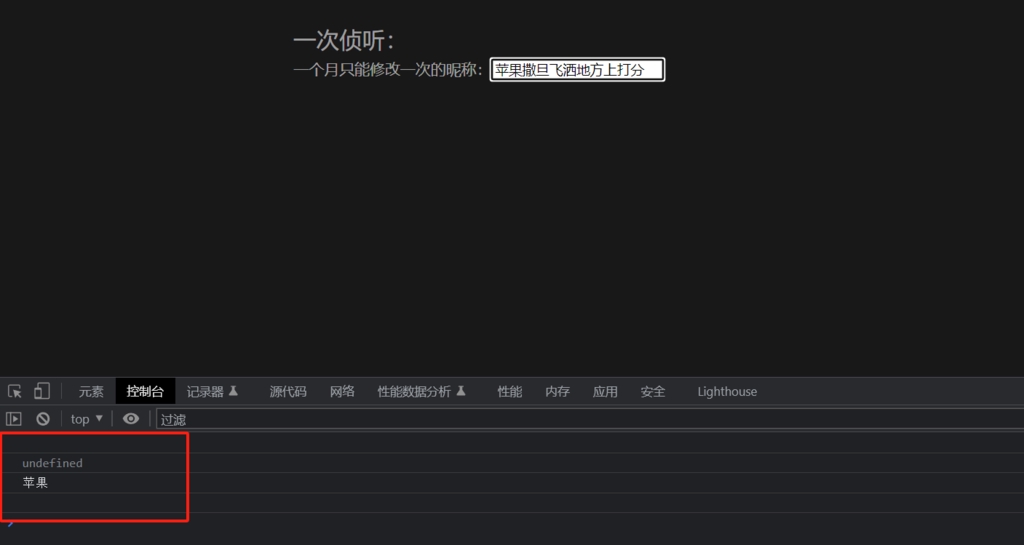 一次侦听：
一个月只能修改一次的昵称： 苹果撒旦飞洒地方上打分
元素 控制台 记录器 源代码 网络 性能数据分析 性能 内存 应用 安全 Lighthouse
top 过滤
undefined
苹果